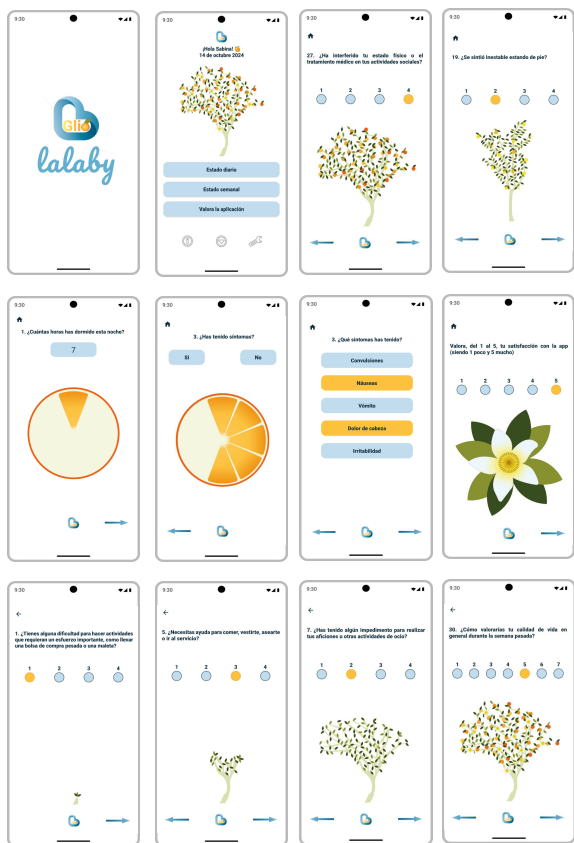 9:30
Glio
lalaby
9:30
¡Hola Sabina!
14 de octubre 2024
Estado diario
Estado semanal
Valora la aplicación
9:30
27. ¿Ha interferido tu estado físico o el
tratamiento médico en tus actividades sociales?
1 2 3 4
9:30
19. ¿Se sintió inestable estando de pie?
1 2 3 4
9:30
1. ¿Cuántas horas has dormido esta noche?
7
9:30
3. ¿Has tenido síntomas?
Sí No
9:30
3. ¿Qué síntomas has tenido?
Convulsiones
Náuseas
Vómito
Dolor de cabeza
Irritabilidad
9:30
Valora, del 1 al 5, tu satisfacción con la app
(siendo 1 poco y 5 mucho)
1 2 3 4 5
9:30
1. ¿Tienes alguna dificultad para hacer actividades
que requieran un esfuerzo importante, como llevar
una bolsa de compra pesada o una maleta?
1 2 3 4
9:30
5. ¿Necesitas ayuda para comer, vestirte, asearte
o ir al servicio?
1 2 3 4
9:30
7. ¿Has tenido algún impedimento para realizar
tus aficiones o otras actividades de ocio?
1 2 3 4
9:30
30. ¿Cómo valorarías tu calidad de vida en
general durante la semana pasada?
1 2 3 4 5 6 7